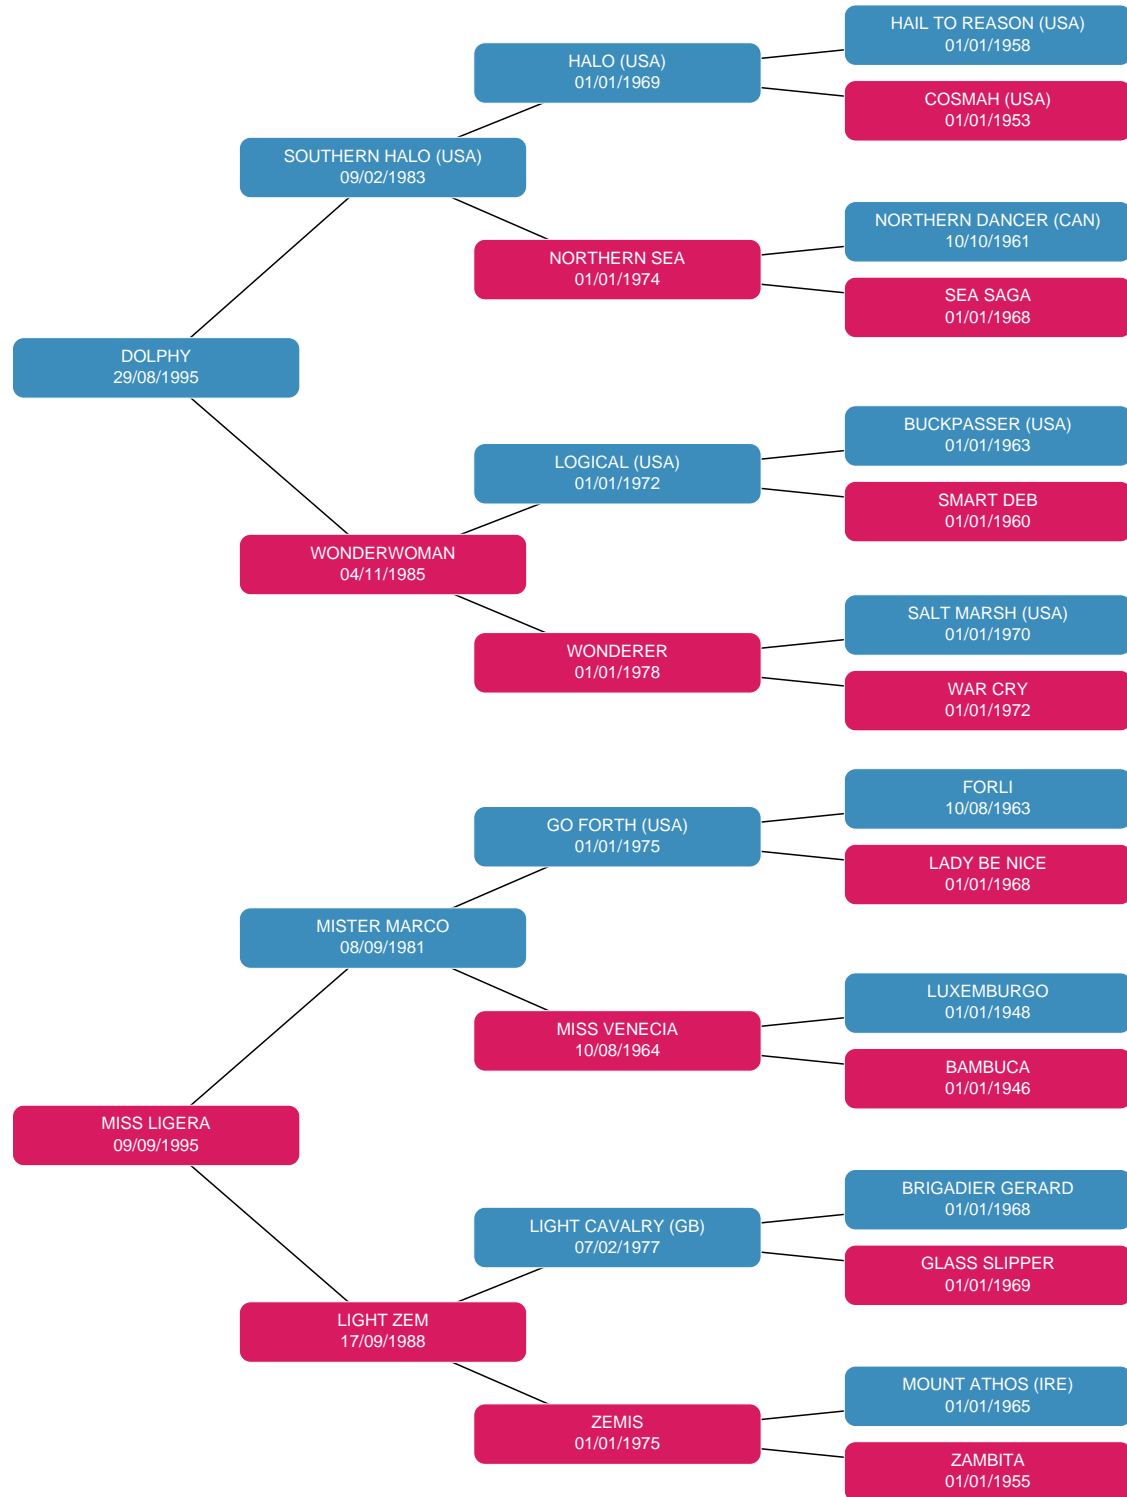 HAIL TO REASON (USA)
01/01/1958
HALO (USA)
01/01/1969
COSMAH (USA)
01/01/1953
SOUTHERN HALO (USA)
09/02/1983
NORTHERN DANCER (CAN)
10/10/1961
NORTHERN SEA
01/01/1974
SEA SAGA
01/01/1968
DOLPHY
29/08/1995
BUCKPASSER (USA)
01/01/1963
LOGICAL (USA)
01/01/1972
SMART DEB
01/01/1960
WONDERWOMAN
04/11/1985
SALT MARSH (USA)
01/01/1970
WONDERER
01/01/1978
WAR CRY
01/01/1972
FORLI
10/08/1963
GO FORTH (USA)
01/01/1975
LADY BE NICE
01/01/1968
MISTER MARCO
08/09/1981
LUXEMBURGO
01/01/1948
MISS VENECIA
10/08/1964
BAMBUCA
01/01/1946
MISS LIGERA
09/09/1995
BRIGADIER GERARD
01/01/1968
LIGHT CAVALRY (GB)
07/02/1977
GLASS SLIPPER
01/01/1969
LIGHT ZEM
17/09/1988
MOUNT ATHOS (IRE)
01/01/1965
ZEMIS
01/01/1975
ZAMBITA
01/01/1955